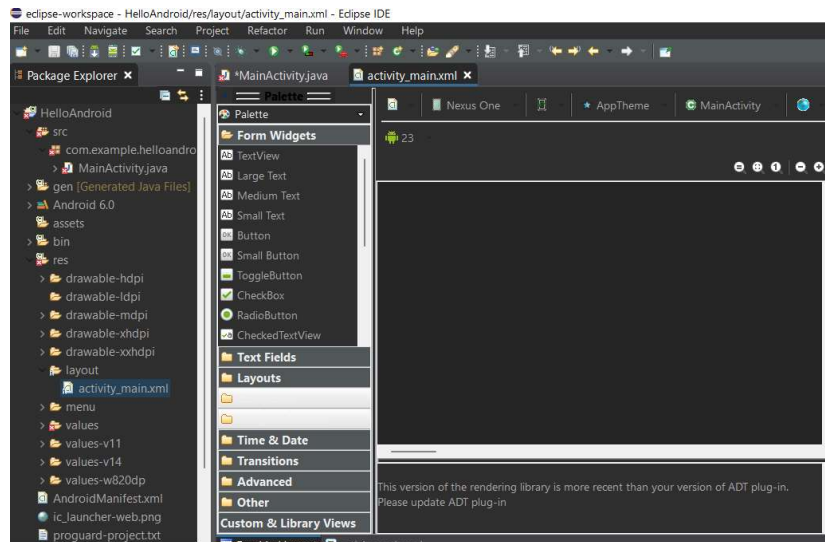 eclipse-workspace - HelloAndroid/res/layout/activity_main.xml - Eclipse IDE
File Edit Navigate Search Project Refactor Run Window Help
Package Explorer
HelloAndroid
src
com.example.helloandro
MainActivity.java
gen [Generated Java Files]
Android 6.0
assets
bin
res
drawable-hdpi
drawable-ldpi
drawable-mdpi
drawable-xhdpi
drawable-xxhdpi
layout
activity_main.xml
menu
values
values-v11
values-v14
values-w820dp
AndroidManifest.xml
ic_launcher-web.png
proguard-project.txt
*MainActivity.java
activity_main.xml
Palette
Palette
Form Widgets
Ab TextView
Ab Large Text
Ab Medium Text
Ab Small Text
OK Button
OK Small Button
ToggleButton
CheckBox
RadioButton
CheckedTextView
Text Fields
Layouts
Time & Date
Transitions
Advanced
Other
Custom & Library Views
Nexus One
AppTheme
MainActivity
23
This version of the rendering library is more recent than your version of ADT plug-in.
Please update ADT plug-in